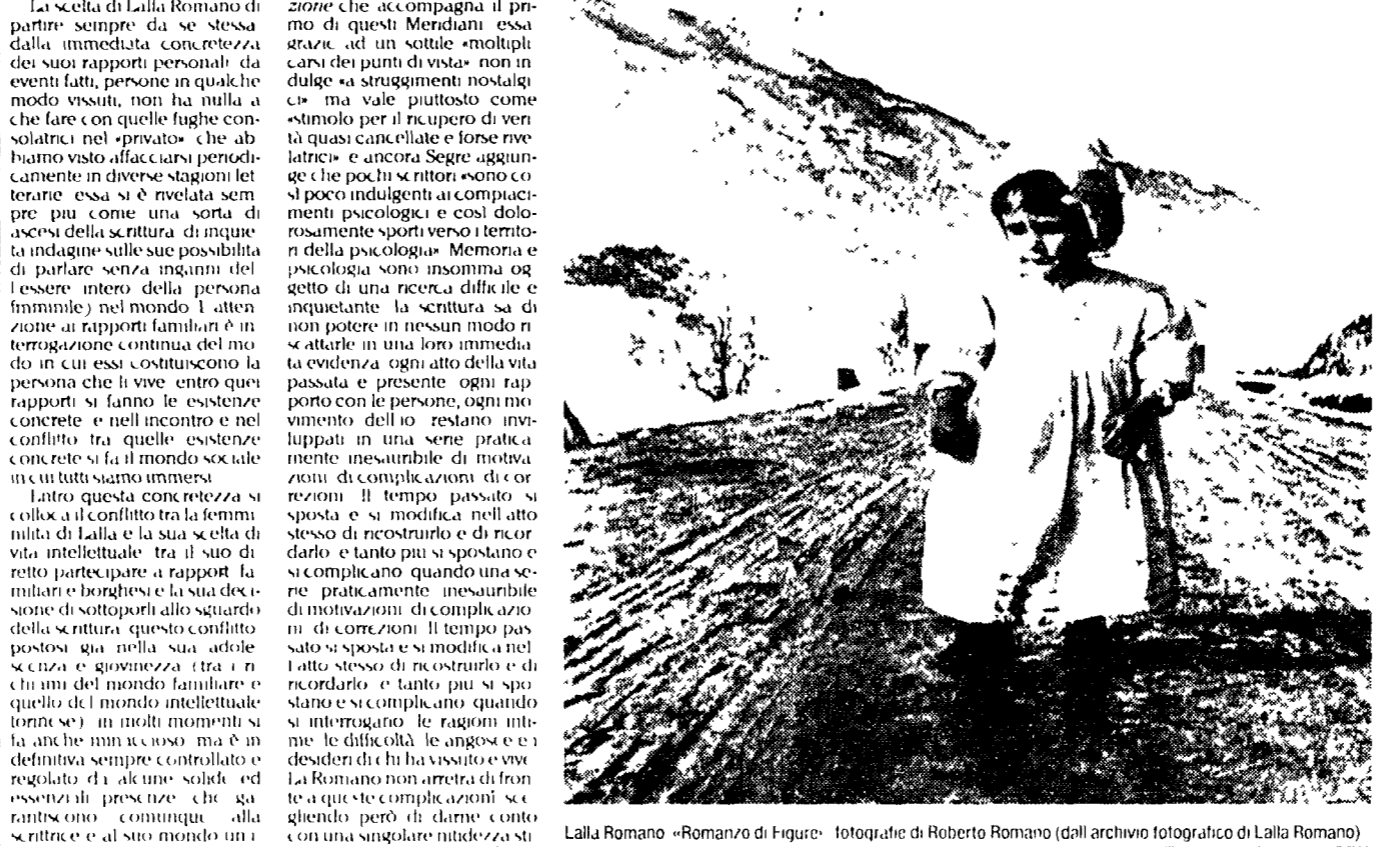 La scelta di Lalla Romano di
partire sempre da se stessa
dalla immediata concretezza
dei suoi rapporti personali da
eventi fatti, persone in qualche
modo vissuti, non ha nulla a
che fare con quelle fughe con-
solatrici nel «privato» che ab
biamo visto affacciarsi periodi-
camente in diverse stagioni let
terarie essa si è rivelata sem
pre piu come una sorta di
ascesi della scrittura di inquie
ta indagine sulle sue possibilita
di parlare senza inganni del
l essere intero della persona
femminile) nel mondo L atten
zione ai rapporti familiari è in
terrogazione continua del mo
do in cui essi costituiscono la
persona che li vive entro quei
rapporti si fanno le esistenze
concrete e nell incontro e nel
conflitto tra quelle esistenze
concrete si fa il mondo sociale
in cui tutti siamo immersi
Entro questa concretezza si
colloca il conflitto tra la femmi
nilita di Lalla e la sua scelta di
vita intellettuale tra il suo di
retto partecipare a rapport fa
miliari e borghesi e la sua deci-
sione di sottoporli allo sguardo
della scrittura questo conflitto
postosi gia nella sua adole
scenza e giovinezza (tra i ri
chiami del mondo familiare e
quello del mondo intellettuale
torinese) in molti momenti si
fa anche minaccioso ma è in
definitiva sempre controllato e
regolato da alcune solide ed
essenziali presenze che ga
rantiscono comunque alla
scrittrice e al suo mondo un
zione che accompagna il pri-
mo di questi Meridiani essa
grazie ad un sottile «moltipli
carsi dei punti di vista» non in
dulge «a struggimenti nostalgi
ci» ma vale piuttosto come
«stimolo per il ricupero di veri
tà quasi cancellate e forse rive
latrici» e ancora Segre aggiun-
ge che pochi scrittori «sono co
sì poco indulgenti ai compiaci-
menti psicologici e così dolo-
rosamente sporti verso i territo-
ri della psicologia» Memoria e
psicologia sono insomma og
getto di una ricerca difficile e
inquietante la scrittura sa di
non potere in nessun modo ri
scattarle in una loro immedia
ta evidenza ogni atto della vita
passata e presente ogni rap
porto con le persone, ogni mo
vimento dell io restano invi-
luppati in una serie pratica
mente inesauribile di motiva
zioni di complicazioni di cor
rezioni Il tempo passato si
sposta e si modifica nell atto
stesso di ricostruirlo e di ricor
darlo e tanto piu si spostano e
si complicano quando una se-
rie praticamente inesauribile
di motivazioni di complicazio
ni di correzioni Il tempo pas
sato si sposta e si modifica nel
l atto stesso di ricostruirlo e di
ricordarlo e tanto piu si spo
stano e si complicano quando
si interrogano le ragioni inti-
me le difficoltà le angosce e i
desideri di chi ha vissuto e vive
La Romano non arretra di fron
te a queste complicazioni sce
gliendo però di darne conto
con una singolare nitidezza sti
Lalla Romano «Romanzo di Figure» fotografie di Roberto Romano (dall archivio fotografico di Lalla Romano)